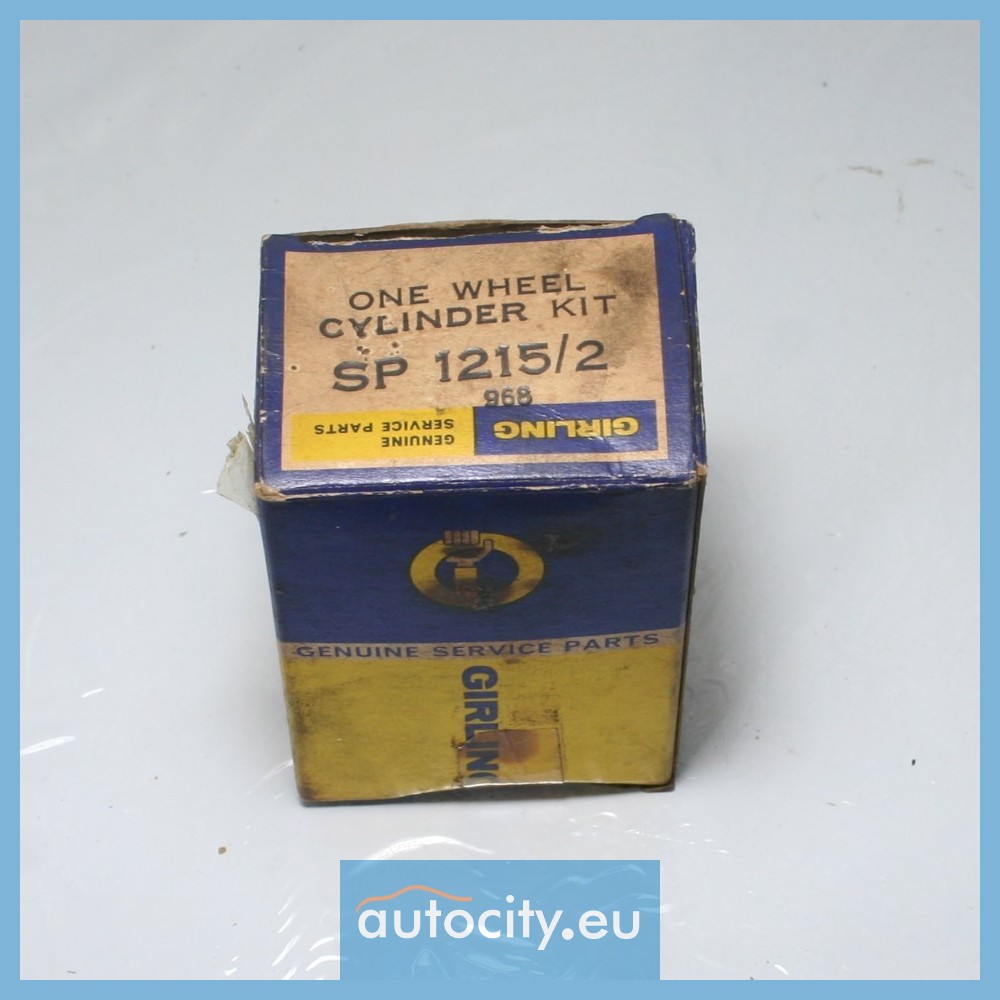 ONE WHEEL
CYLINDER KIT
SP 1215/2
968
GIRLING
GENUINE
SERVICE PARTS
GENUINE SERVICE PARTS
GIRLING
autocity.eu